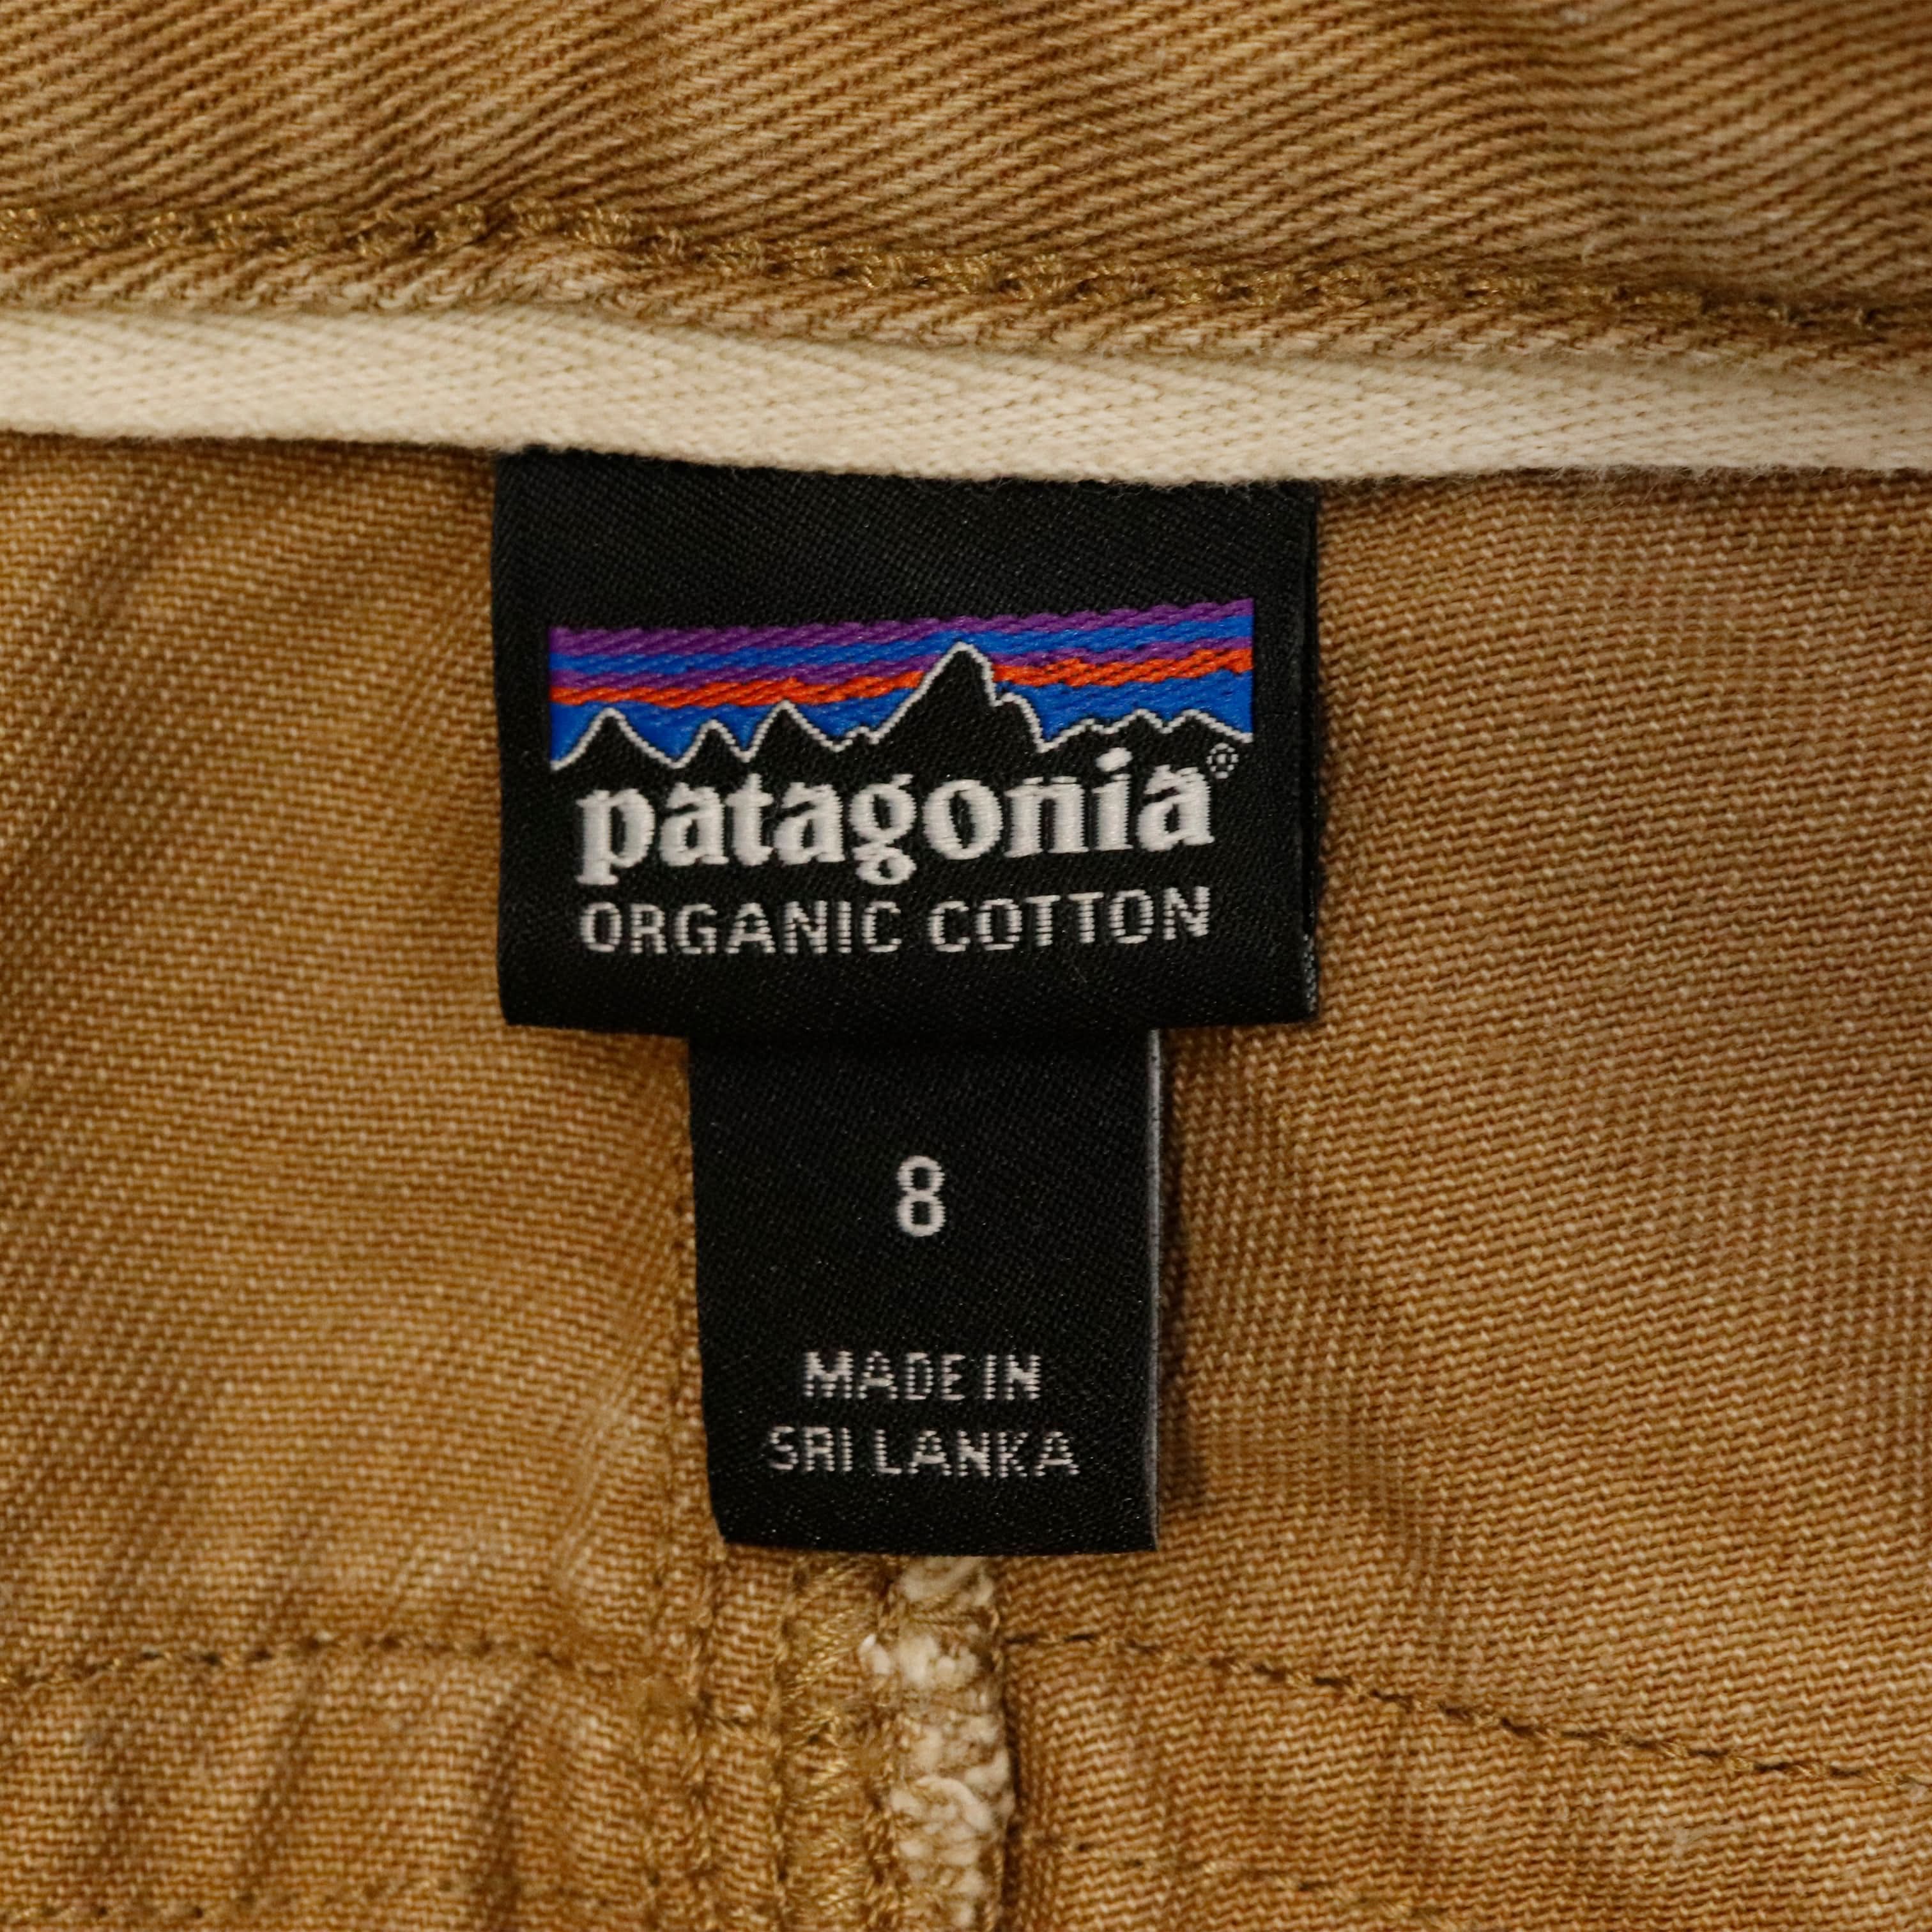 patagonia®
ORGANIC COTTON
8
MADE IN
SRI LANKA